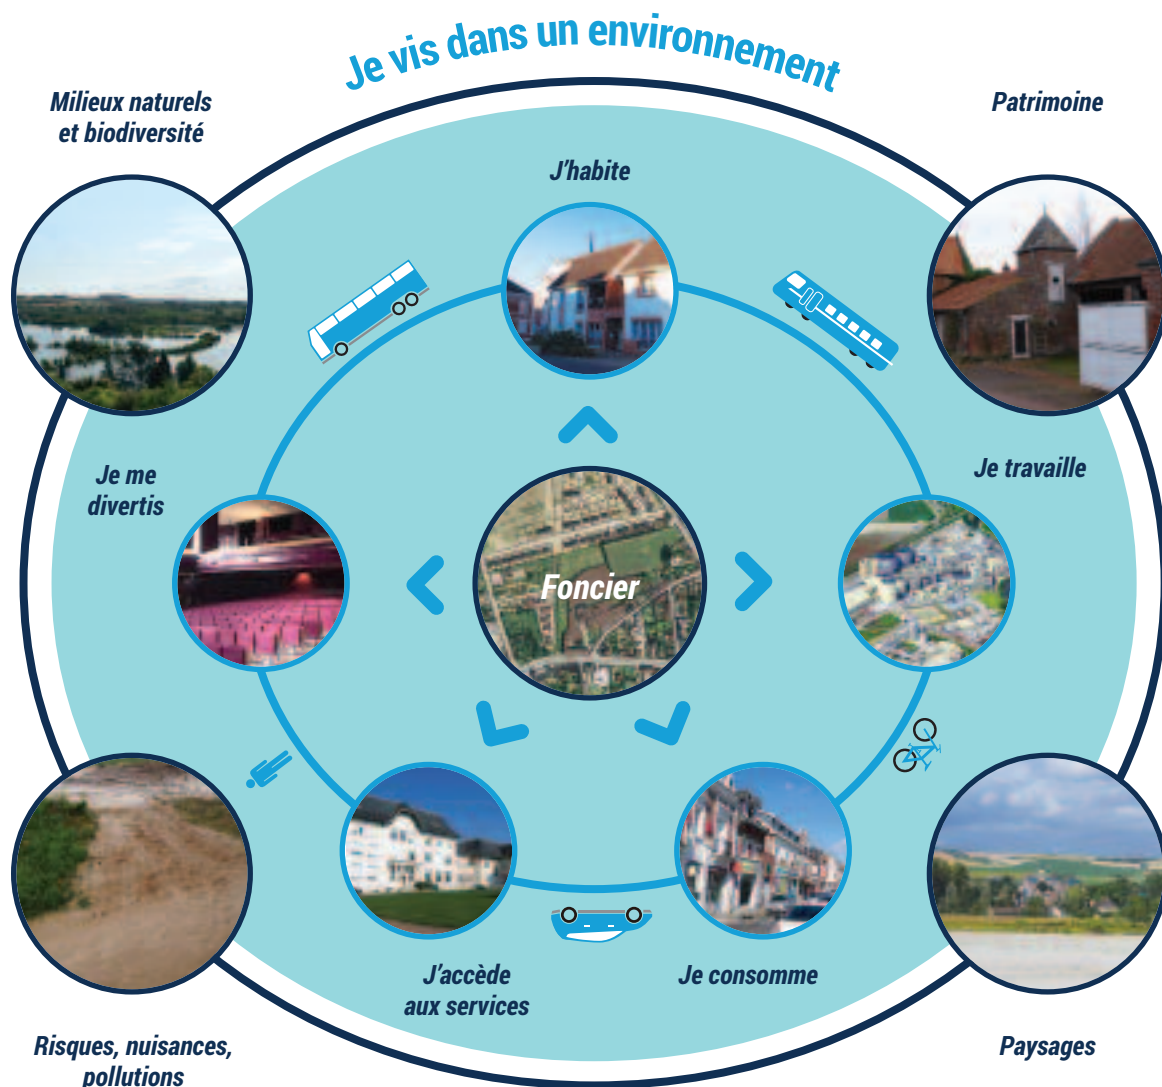 Je vis dans un environnement
Milieux naturels
et biodiversité
Patrimoine
J'habite
Je me
divertis
Je travaille
Foncier
J'accède
aux services
Je consomme
Risques, nuisances,
pollutions
Paysages